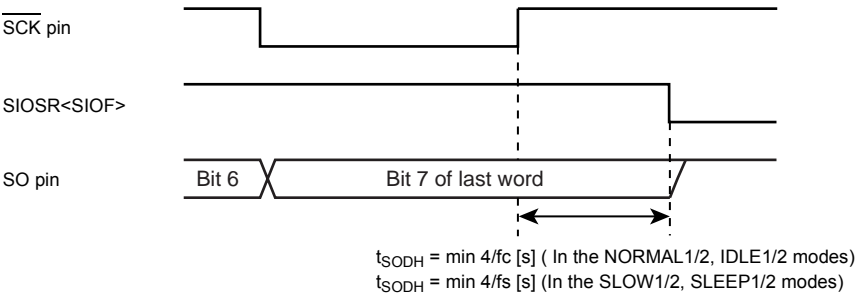 SCK pin
SIOSR<SIOF>
SO pin
Bit 6
Bit 7 of last word
tSODH = min 4/fc [s] ( In the NORMAL1/2, IDLE1/2 modes)
tSODH = min 4/fs [s] (In the SLOW1/2, SLEEP1/2 modes)